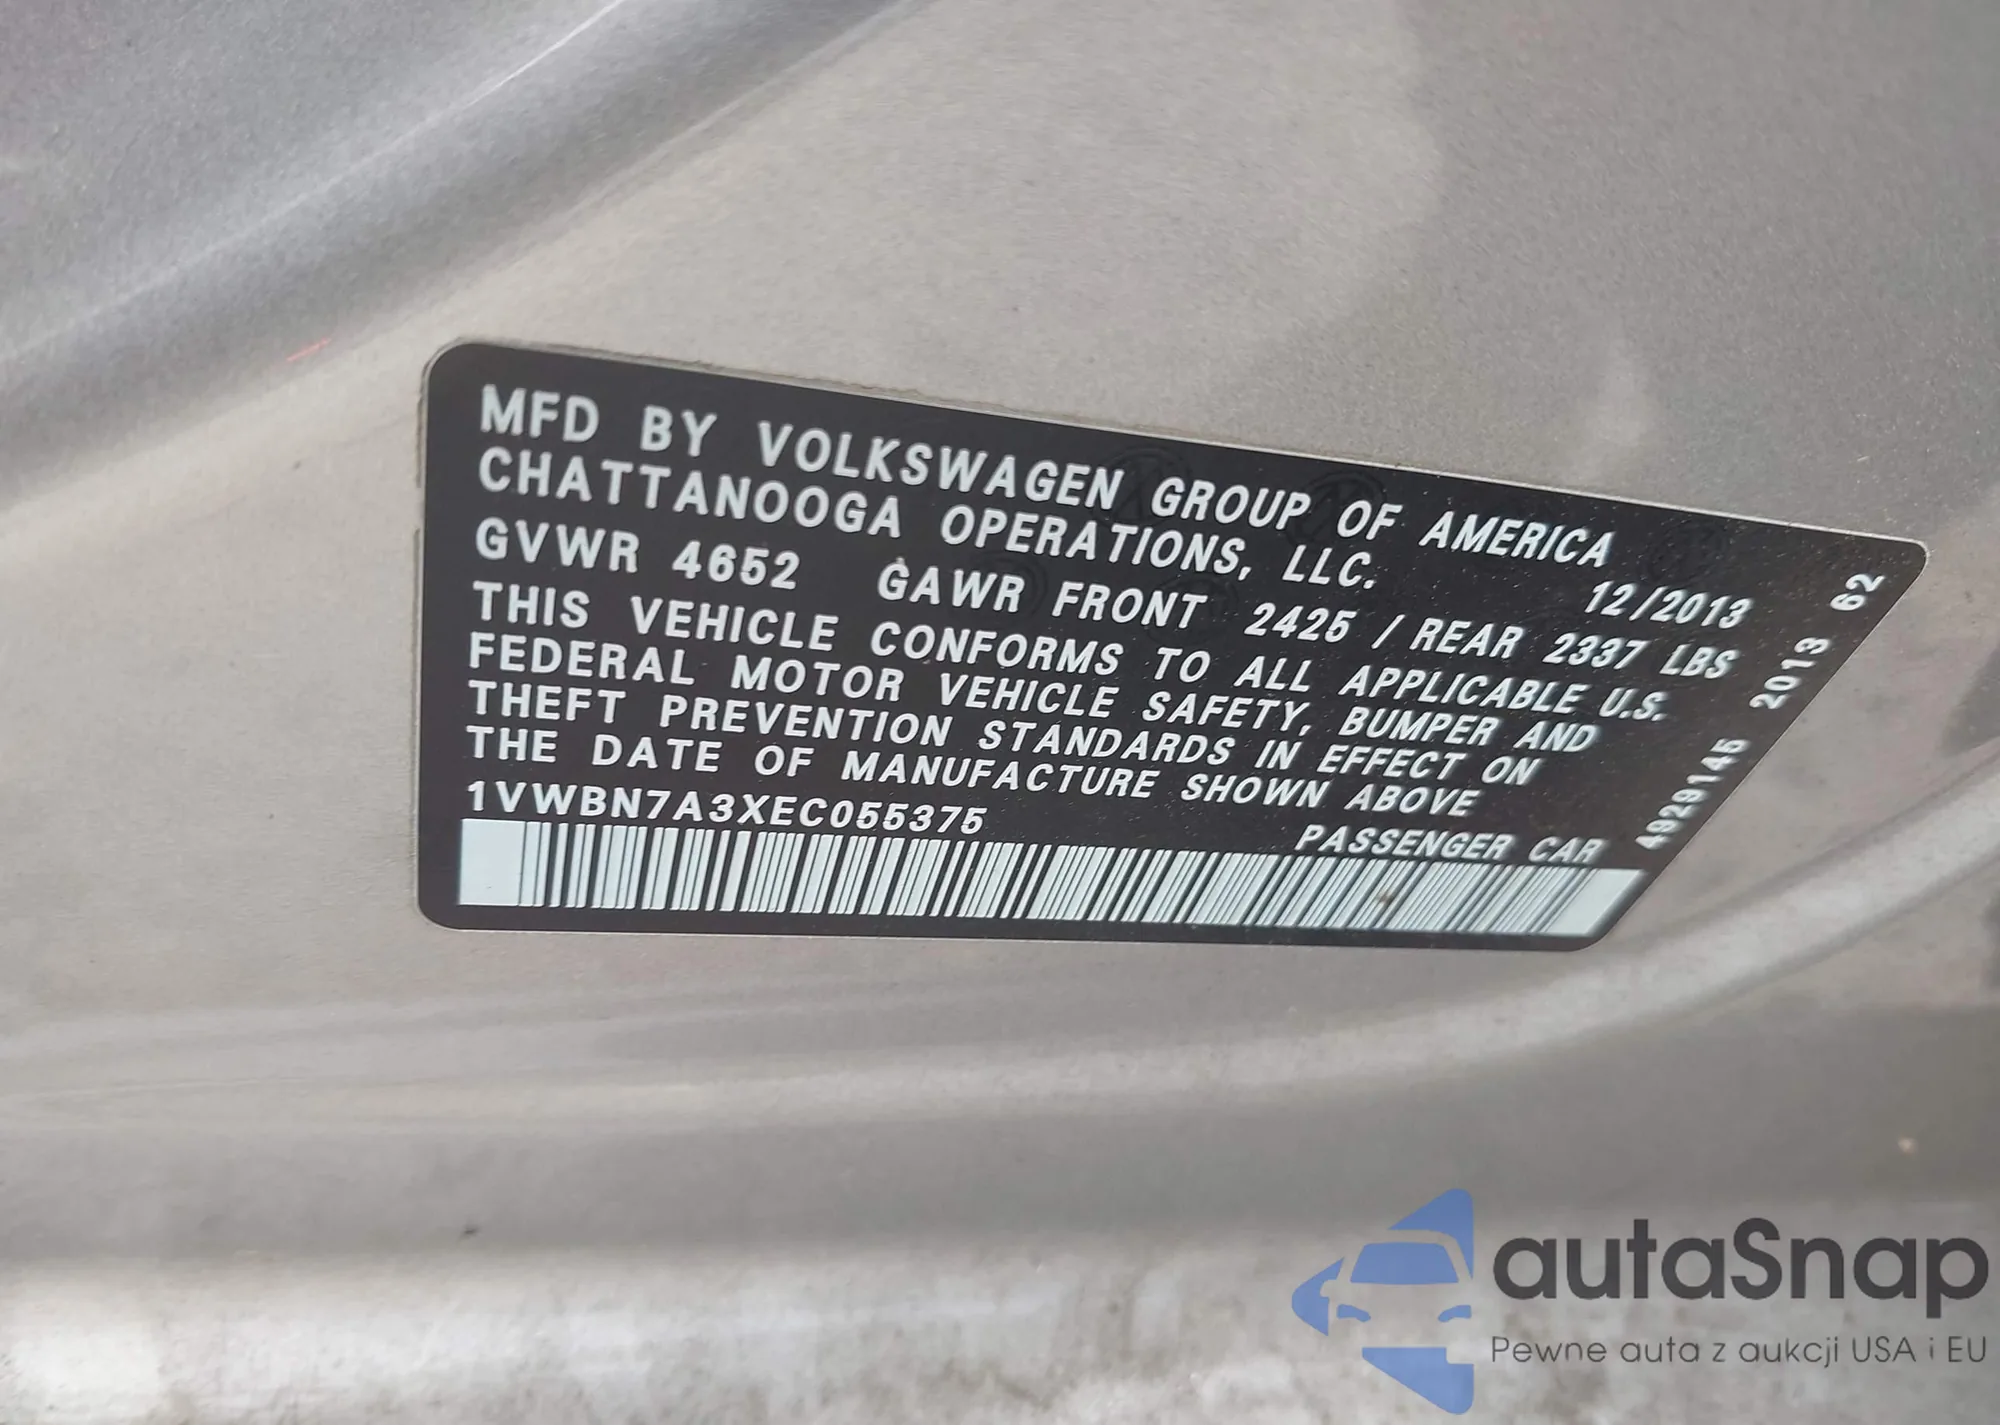 MFD BY VOLKSWAGEN GROUP OF AMERICA
CHATTANOOGA OPERATIONS, LLC. 12/2013
GVWR 4652 GAWR FRONT 2425 / REAR 2337 LBS
THIS VEHICLE CONFORMS TO ALL APPLICABLE U.S.
FEDERAL MOTOR VEHICLE SAFETY, BUMPER AND
THEFT PREVENTION STANDARDS IN EFFECT ON
THE DATE OF MANUFACTURE SHOWN ABOVE
1VWBN7A3XEC055375 PASSENGER CAR
4929145 2013 62
autaSnap
Pewne auta z aukcji USA i EU